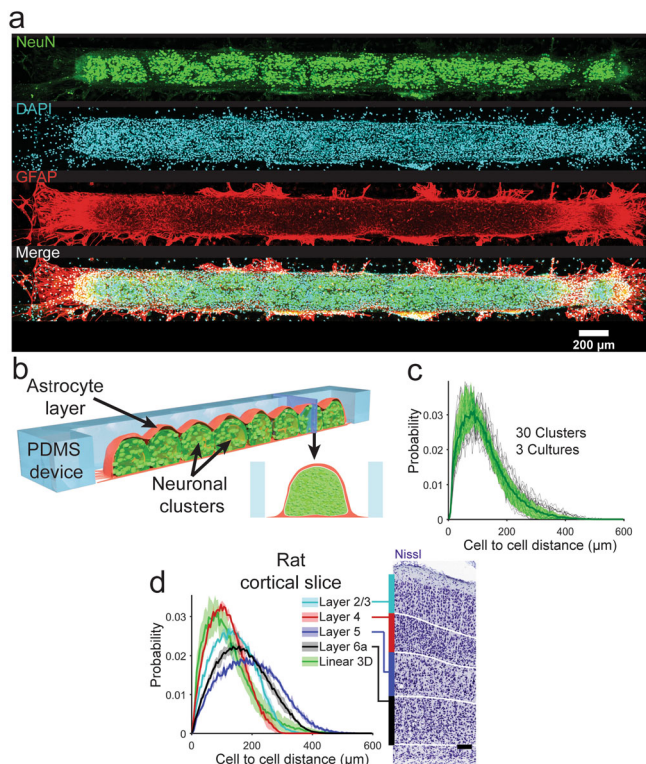 a
NeuN
DAPI
GFAP
Merge
200 µm
b
Astrocyte
layer
PDMS
device
Neuronal
clusters
c
Probability
0.03
0.02
0.01
0
30 Clusters
3 Cultures
0
200
400
600
Cell to cell distance (µm)
d
Rat
cortical slice
Nissl
Probability
0.03
0.02
0.01
0
Layer 2/3
Layer 4
Layer 5
Layer 6a
Linear 3D
0
200
400
600
Cell to cell distance (µm)